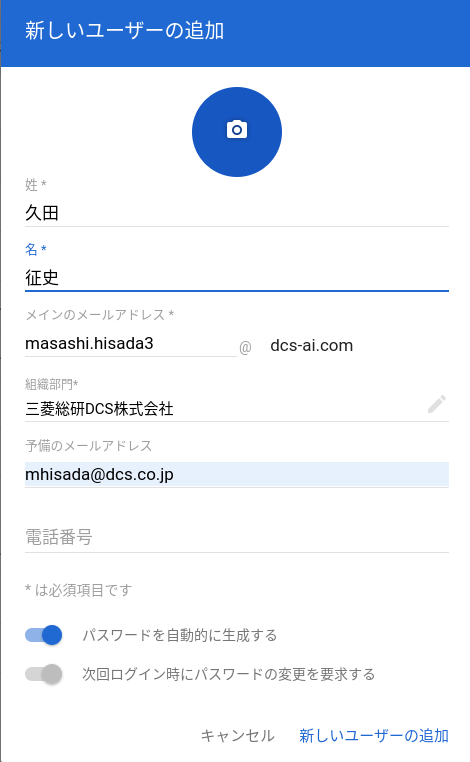 新しいユーザーの追加
姓 *
久田
名 *
征史
メインのメールアドレス *
masashi.hisada3 @ dcs-ai.com
組織部門*
三菱総研DCS株式会社
予備のメールアドレス
mhisada@dcs.co.jp
電話番号
* は必須項目です
パスワードを自動的に生成する
次回ログイン時にパスワードの変更を要求する
キャンセル 新しいユーザーの追加